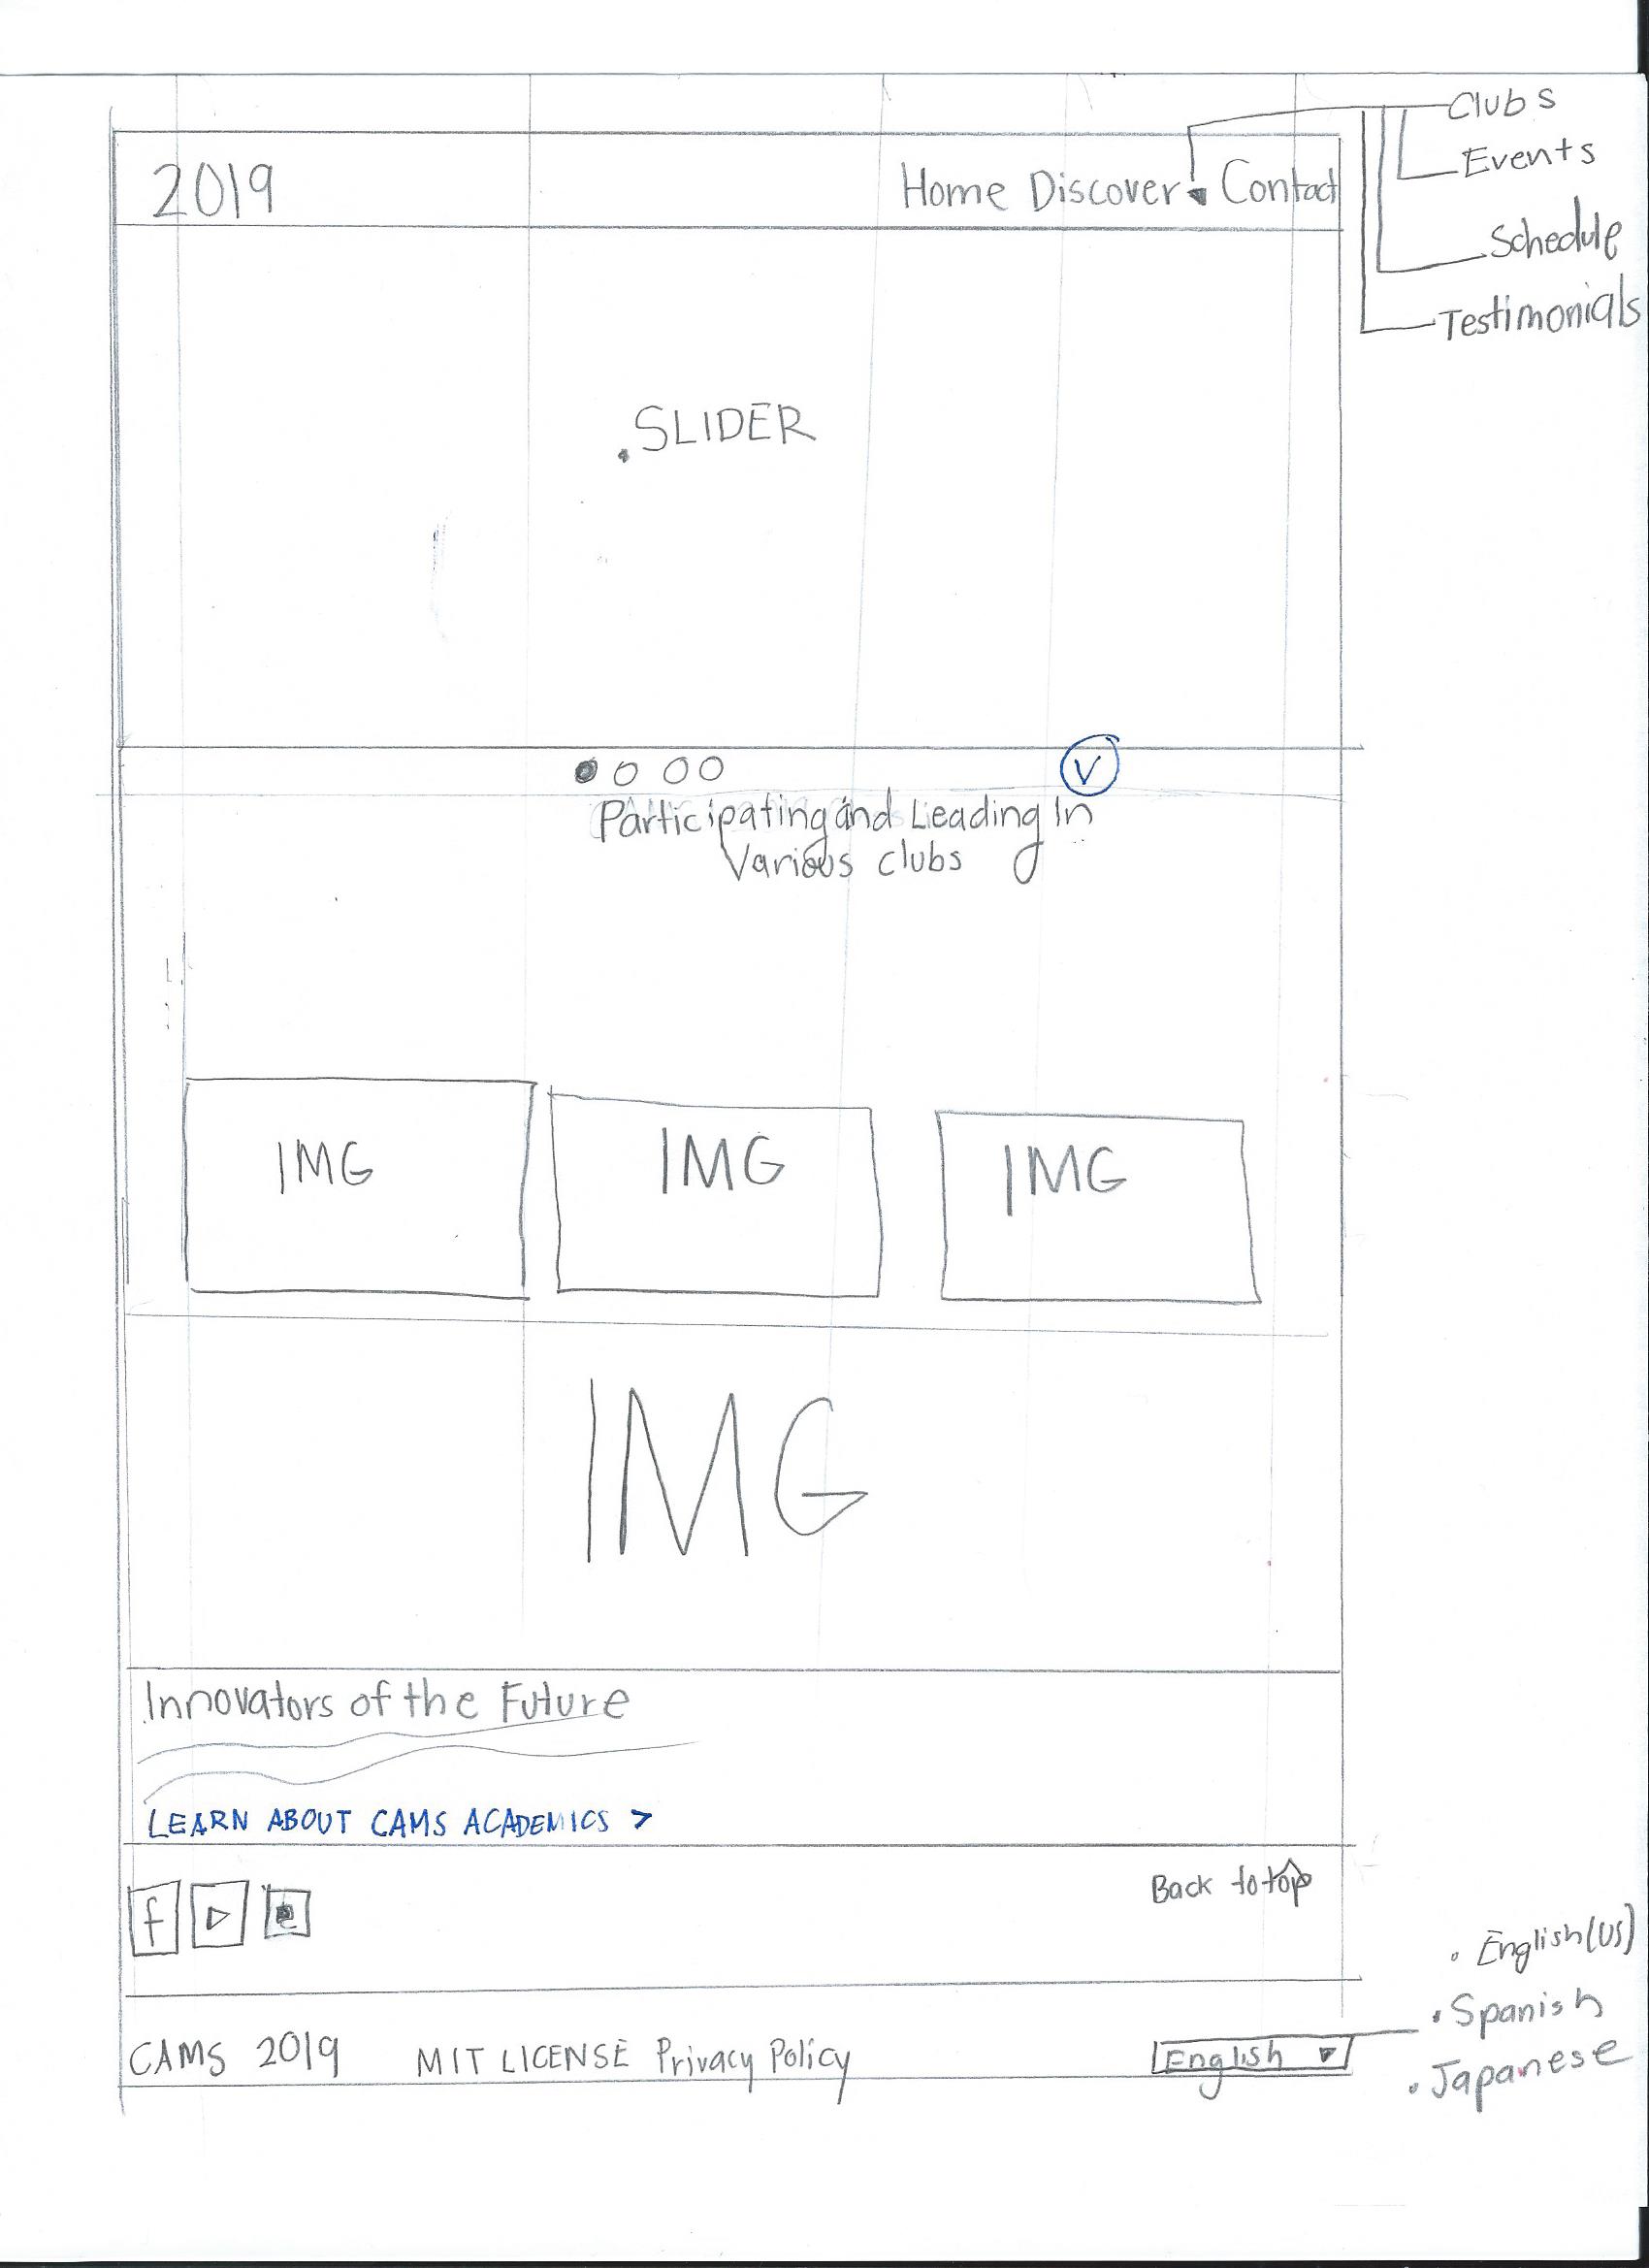 Clubs
Events
Schedule
Testimonials
2019 Home Discover Contact
SLIDER
V
Participating and Leading In
Various clubs
IMG IMG IMG
IMG
Innovators of the Future
LEARN ABOUT CAMS ACADEMICS >
Back to top
f
English (US)
Spanish
Japanese
CAMS 2019 MIT LICENSE Privacy Policy English